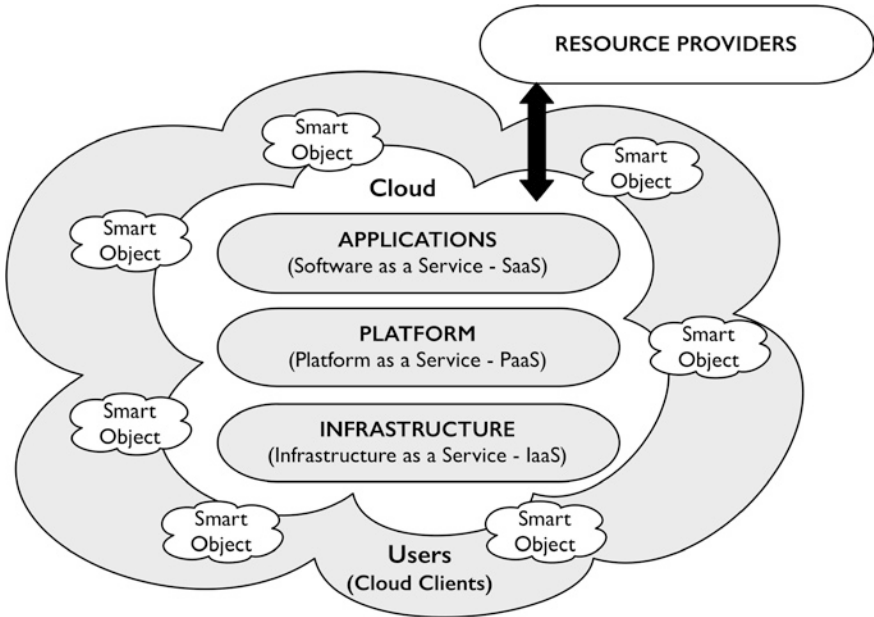 RESOURCE PROVIDERS
Smart
Object
Smart
Object
Cloud
Smart
Object
APPLICATIONS
(Software as a Service - SaaS)
PLATFORM
(Platform as a Service - PaaS)
Smart
Object
Smart
Object
INFRASTRUCTURE
(Infrastructure as a Service - IaaS)
Smart
Object
Smart
Object
Users
(Cloud Clients)